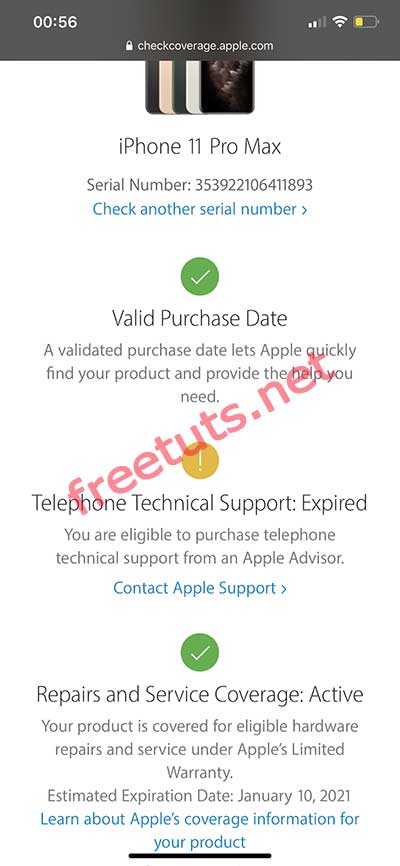 00:56
checkcoverage.apple.com
iPhone 11 Pro Max
Serial Number: 353922106411893
Check another serial number >
Valid Purchase Date
A validated purchase date lets Apple quickly
find your product and provide the help you
need.
freetuts.net
!
Telephone Technical Support: Expired
You are eligible to purchase telephone
technical support from an Apple Advisor.
Contact Apple Support >
Repairs and Service Coverage: Active
Your product is covered for eligible hardware
repairs and service under Apple’s Limited
Warranty.
Estimated Expiration Date: January 10, 2021
Learn about Apple’s coverage information for
your product